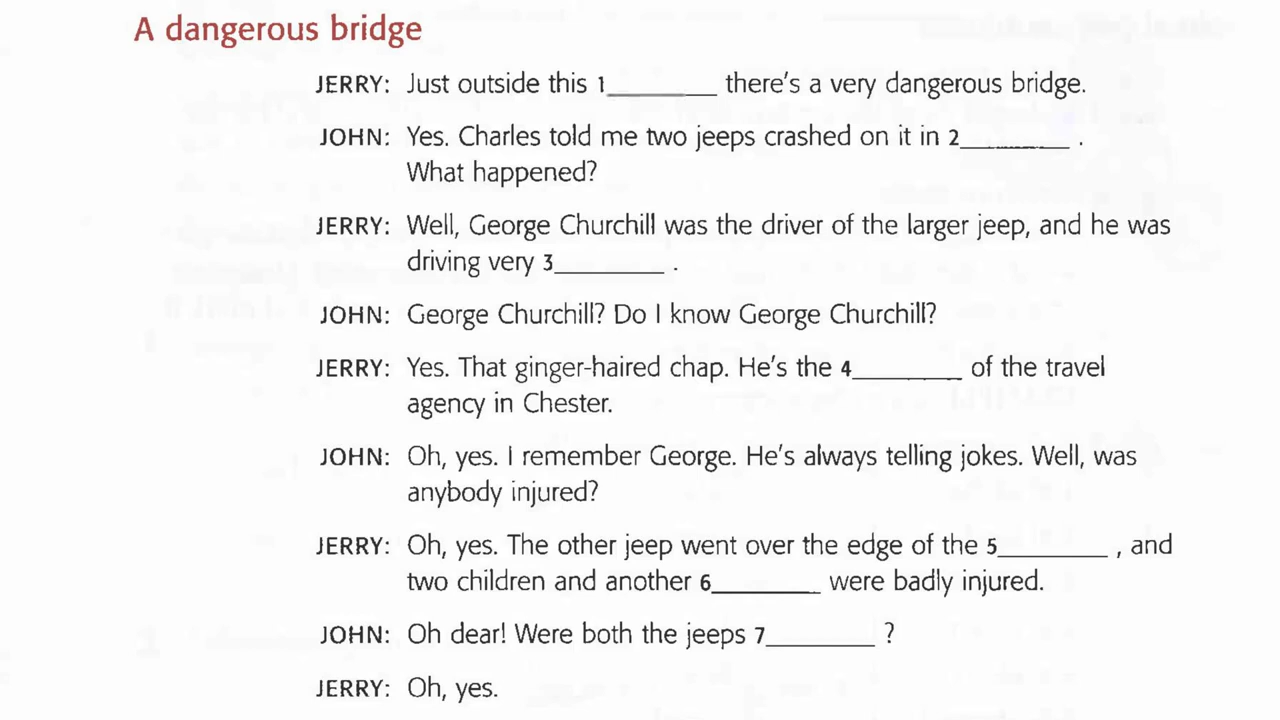 A dangerous bridge
JERRY: Just outside this 1________ there's a very dangerous bridge.
JOHN: Yes. Charles told me two jeeps crashed on it in 2________ .
What happened?
JERRY: Well, George Churchill was the driver of the larger jeep, and he was
driving very 3________ .
JOHN: George Churchill? Do I know George Churchill?
JERRY: Yes. That ginger-haired chap. He's the 4________ of the travel
agency in Chester.
JOHN: Oh, yes. I remember George. He's always telling jokes. Well, was
anybody injured?
JERRY: Oh, yes. The other jeep went over the edge of the 5________ , and
two children and another 6________ were badly injured.
JOHN: Oh dear! Were both the jeeps 7________ ?
JERRY: Oh, yes.